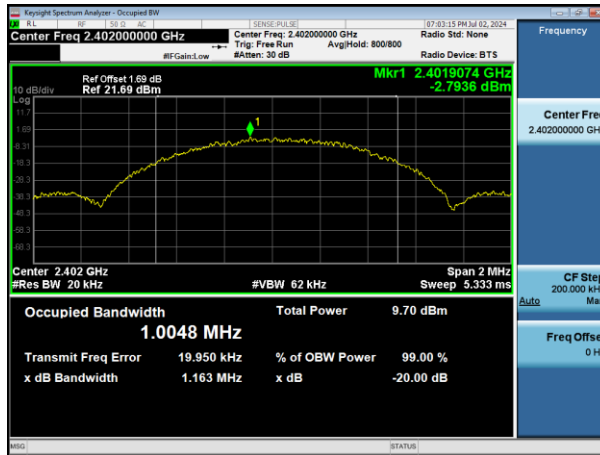 Keysight Spectrum Analyzer - Occupied BW
RL RF 50 Ω AC SENSE:PULSE 07:03:15 PM Jul 02, 2024
Center Freq 2.402000000 GHz Center Freq: 2.402000000 GHz Radio Std: None
Trig: Free Run Avg|Hold: 800/800
#IFGain:Low #Atten: 30 dB Radio Device: BTS
Ref Offset 1.69 dB Mkr1 2.4019074 GHz
10 dB/div Ref 21.69 dBm -2.7936 dBm
Log
11.7
1
1.69
-8.31
-18.3
-28.3
-38.3
-48.3
-58.3
-68.3
Center 2.402 GHz Span 2 MHz
#Res BW 20 kHz #VBW 62 kHz Sweep 5.333 ms
Occupied Bandwidth Total Power 9.70 dBm
1.0048 MHz
Transmit Freq Error 19.950 kHz % of OBW Power 99.00 %
x dB Bandwidth 1.163 MHz x dB -20.00 dB
MSG STATUS
Frequency
Center Fre
2.402000000 GH
CF Step
200.000 kH
Auto Ma
Freq Offse
0 H